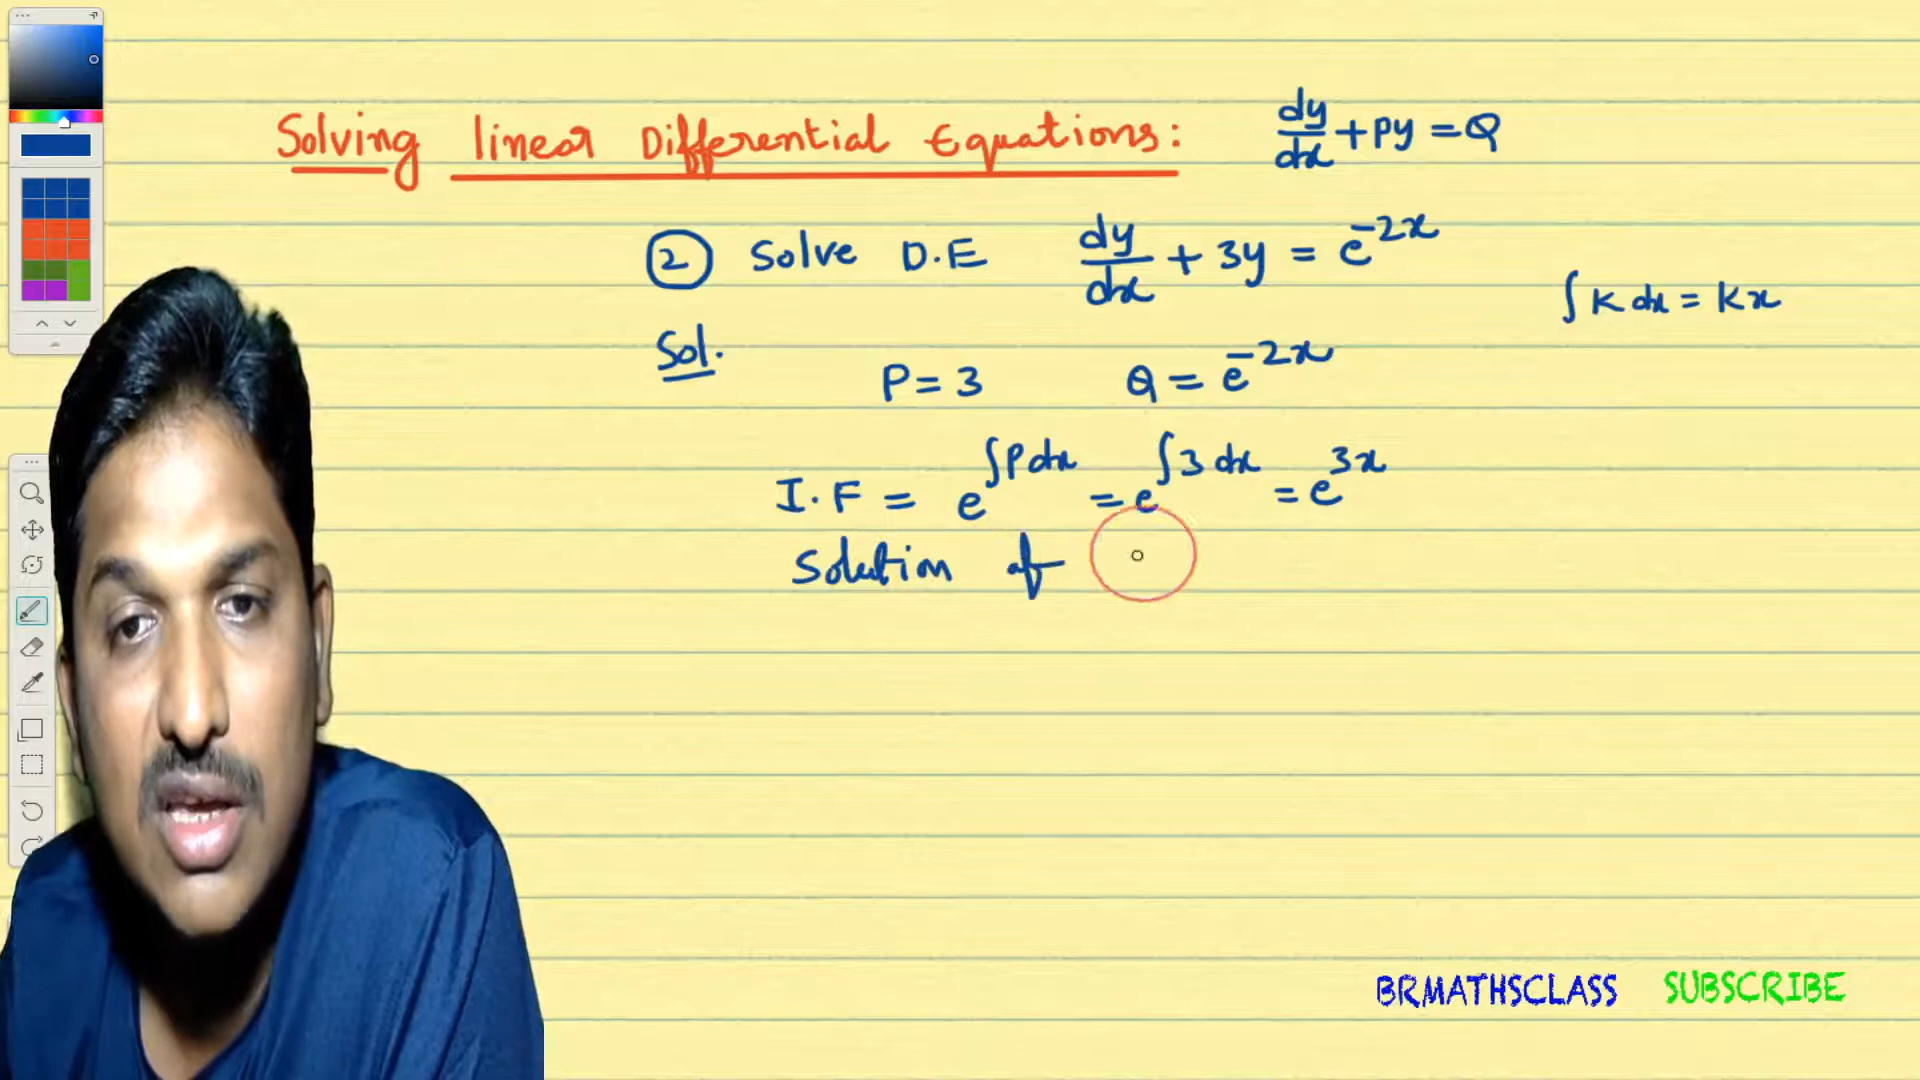 Solving linear Differential Equations: dy/dx + Py = Q
② Solve D.E dy/dx + 3y = e^-2x
∫ K dx = Kx
Sol.
P = 3 Q = e^-2x
I.F = e^∫P dx = e^∫3 dx = e^3x
Solution of
BRMATHSCLASS SUBSCRIBE